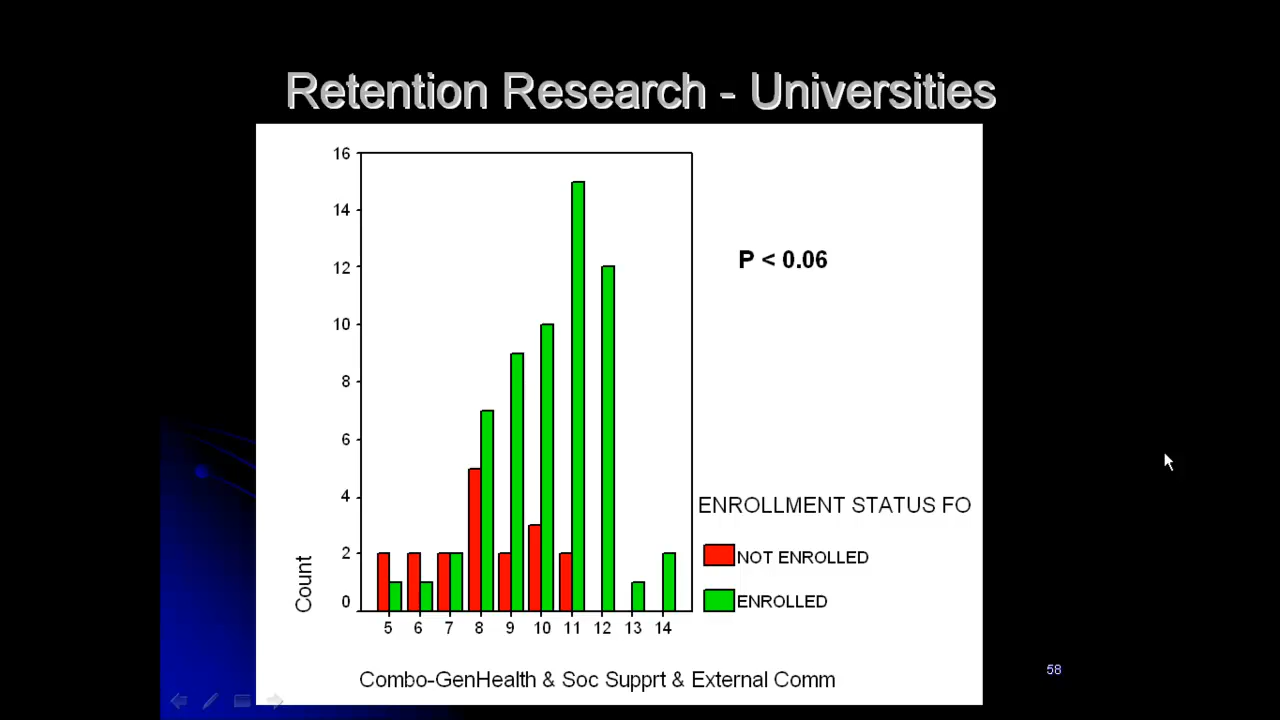 Retention Research - Universities
16
14
12
10
8
6
4
2
0
Count
5 6 7 8 9 10 11 12 13 14
Combo-GenHealth & Soc Supprt & External Comm
P < 0.06
ENROLLMENT STATUS FO
NOT ENROLLED
ENROLLED
58